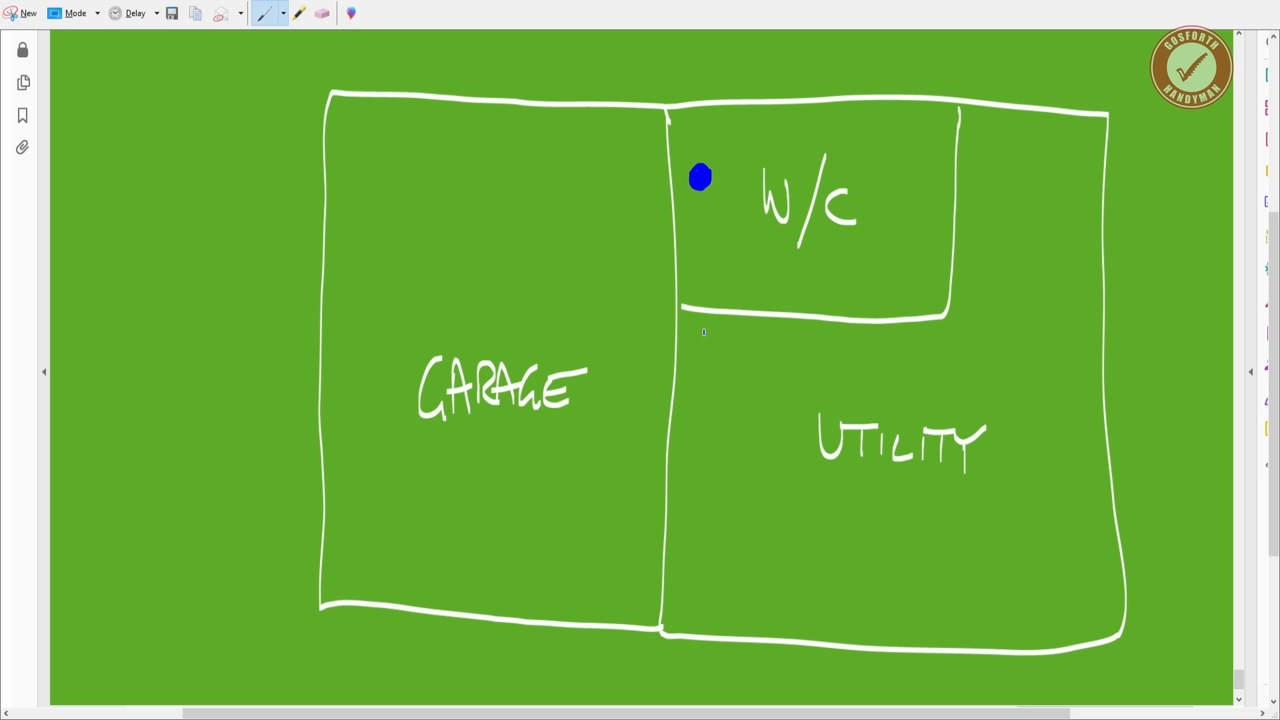 New Mode Delay
GOSFORTH
HANDYMAN
W/C
GARAGE
UTILITY